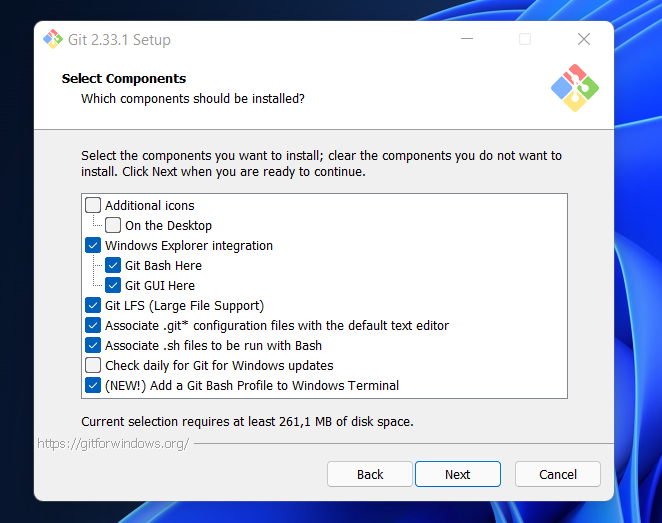 Git 2.33.1 Setup
Select Components
Which components should be installed?
Select the components you want to install; clear the components you do not want to
install. Click Next when you are ready to continue.
Additional icons
On the Desktop
Windows Explorer integration
Git Bash Here
Git GUI Here
Git LFS (Large File Support)
Associate .git* configuration files with the default text editor
Associate .sh files to be run with Bash
Check daily for Git for Windows updates
(NEW!) Add a Git Bash Profile to Windows Terminal
Current selection requires at least 261,1 MB of disk space.
https://gitforwindows.org/
Back Next Cancel